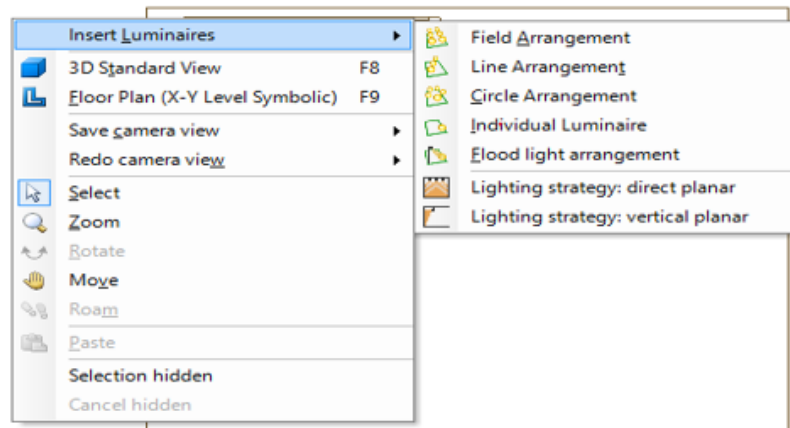 Insert Luminaires
3D Standard View F8
Floor Plan (X-Y Level Symbolic) F9
Save camera view
Redo camera view
Select
Zoom
Rotate
Move
Roam
Paste
Selection hidden
Cancel hidden
Field Arrangement
Line Arrangement
Circle Arrangement
Individual Luminaire
Flood light arrangement
Lighting strategy: direct planar
Lighting strategy: vertical planar